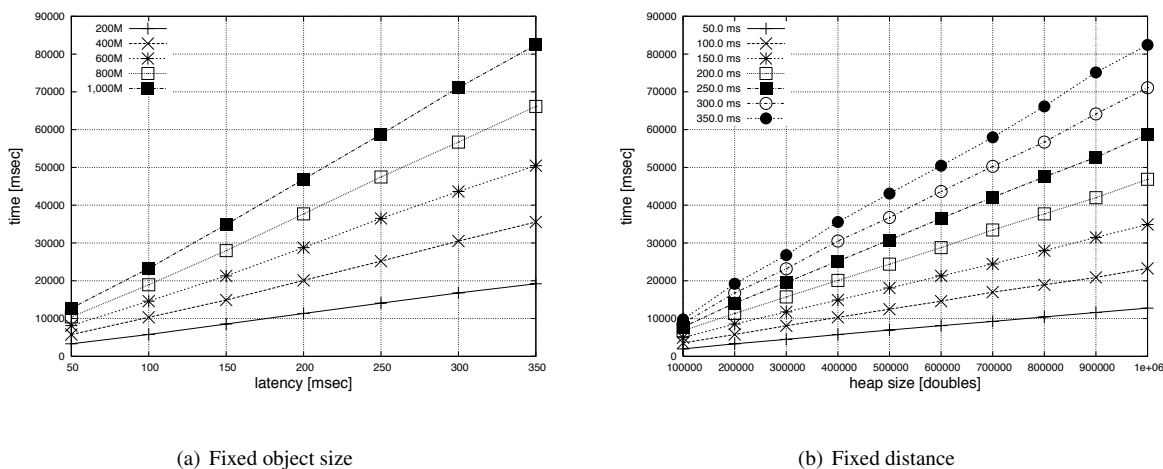 90000
80000
70000
60000
50000
40000
30000
20000
10000
0
time [msec]
200M
400M
600M
800M
1,000M
50 100 150 200 250 300 350
latency [msec]
(a) Fixed object size
90000
80000
70000
60000
50000
40000
30000
20000
10000
0
time [msec]
50.0 ms
100.0 ms
150.0 ms
200.0 ms
250.0 ms
300.0 ms
350.0 ms
100000 200000 300000 400000 500000 600000 700000 800000 900000 1e+06
heap size [doubles]
(b) Fixed distance